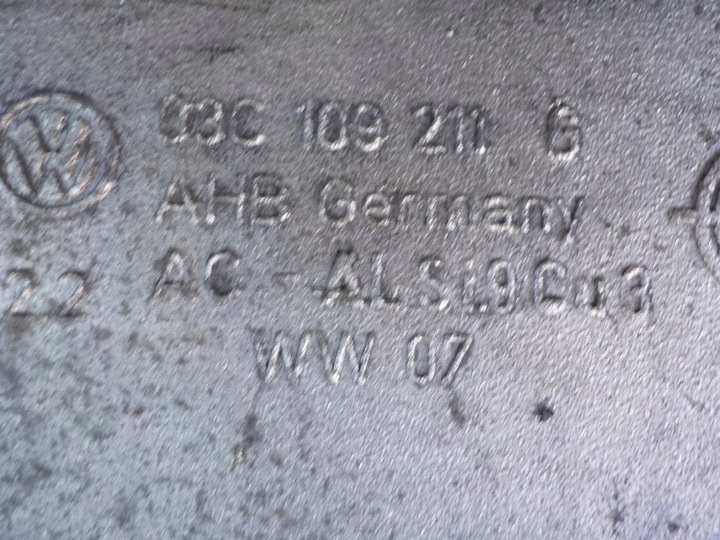 03C 109 211 G
AHB Germany
22 AC - ALSi9Cu3
WW 07